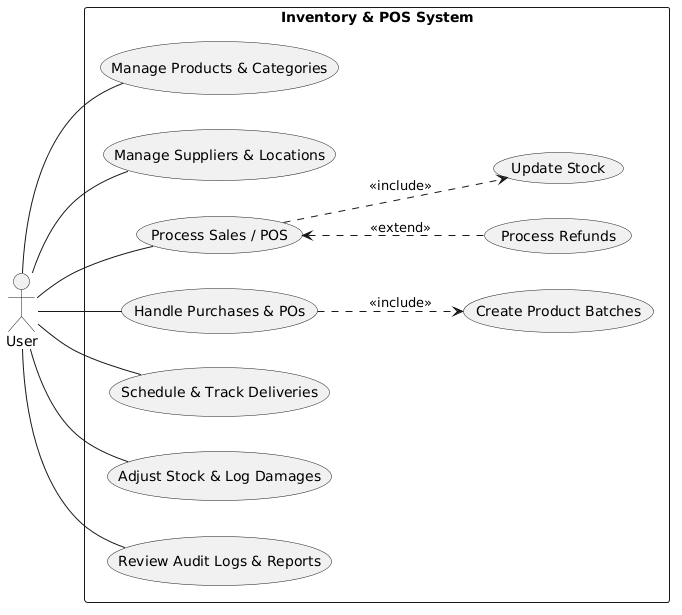 Inventory & POS System
Manage Products & Categories
Manage Suppliers & Locations
Update Stock
«include»
Process Sales / POS
«extend»
Process Refunds
Handle Purchases & POs
«include»
Create Product Batches
User
Schedule & Track Deliveries
Adjust Stock & Log Damages
Review Audit Logs & Reports